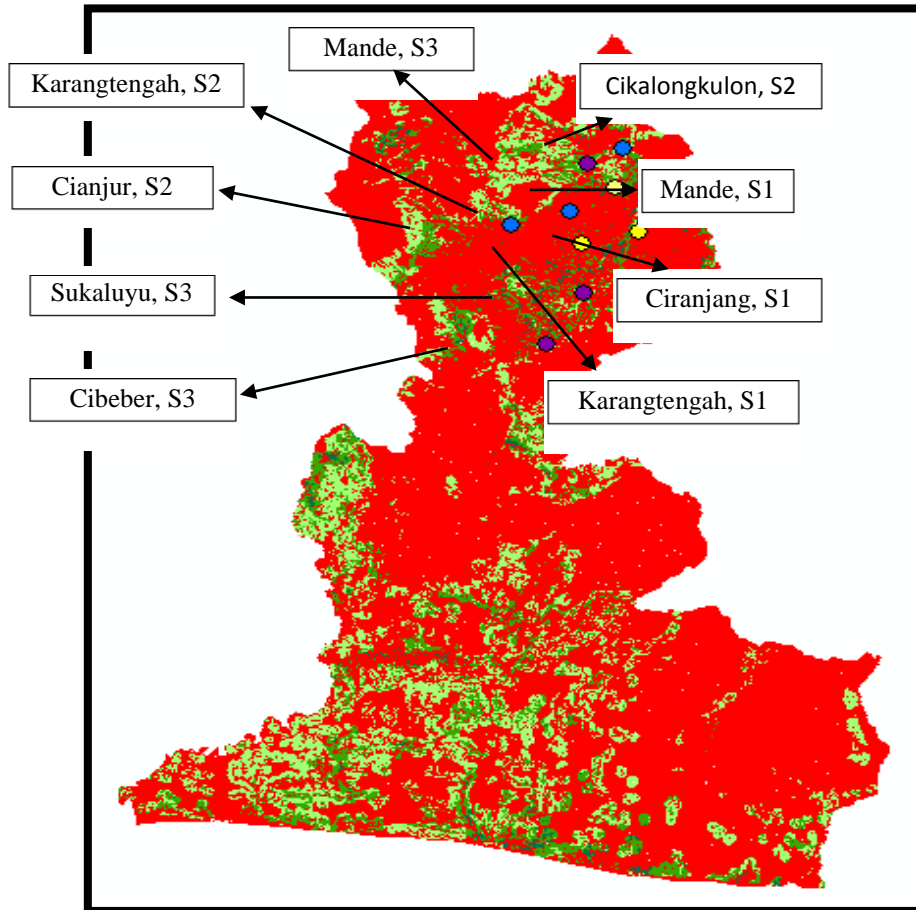 Mande, S3
Karangtengah, S2
Cikalongkulon, S2
Cianjur, S2
Mande, S1
Sukaluyu, S3
Ciranjang, S1
Cibeber, S3
Karangtengah, S1